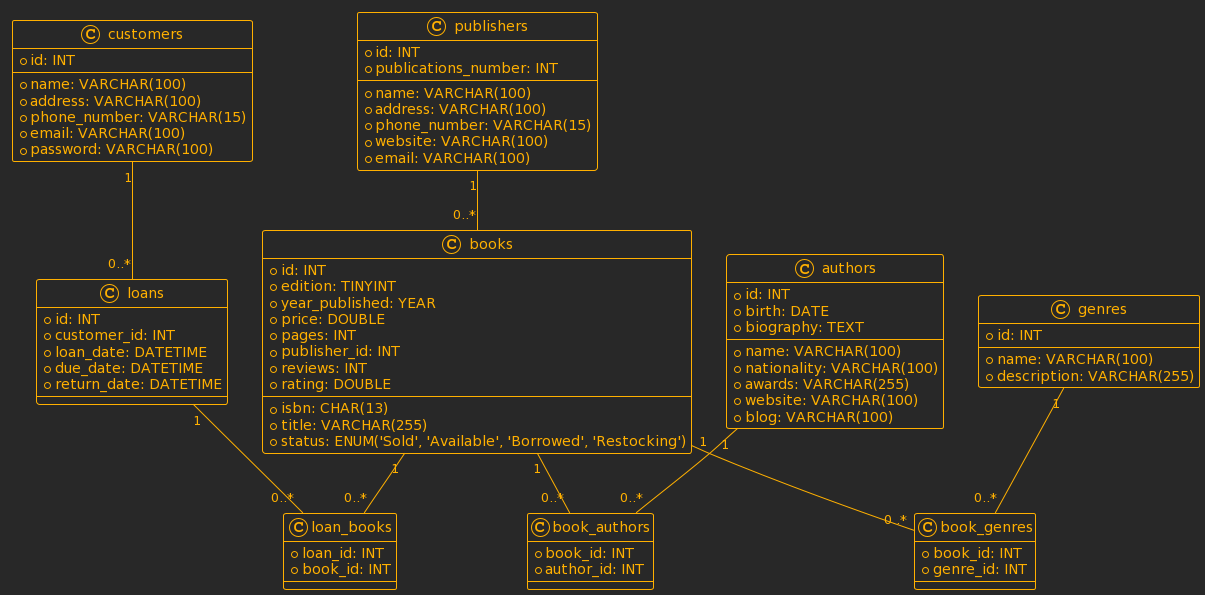 C customers
id: INT
name: VARCHAR(100)
address: VARCHAR(100)
phone_number: VARCHAR(15)
email: VARCHAR(100)
password: VARCHAR(100)
C publishers
id: INT
publications_number: INT
name: VARCHAR(100)
address: VARCHAR(100)
phone_number: VARCHAR(15)
website: VARCHAR(100)
email: VARCHAR(100)
1
0..*
1
0..*
C loans
id: INT
customer_id: INT
loan_date: DATETIME
due_date: DATETIME
return_date: DATETIME
C books
id: INT
edition: TINYINT
year_published: YEAR
price: DOUBLE
pages: INT
publisher_id: INT
reviews: INT
rating: DOUBLE
isbn: CHAR(13)
title: VARCHAR(255)
status: ENUM('Sold', 'Available', 'Borrowed', 'Restocking')
C authors
id: INT
birth: DATE
biography: TEXT
name: VARCHAR(100)
nationality: VARCHAR(100)
awards: VARCHAR(255)
website: VARCHAR(100)
blog: VARCHAR(100)
C genres
id: INT
name: VARCHAR(100)
description: VARCHAR(255)
1
0..*
1
0..*
1
0..*
1
0..*
1
0..*
1
0..*
C loan_books
loan_id: INT
book_id: INT
C book_authors
book_id: INT
author_id: INT
C book_genres
book_id: INT
genre_id: INT